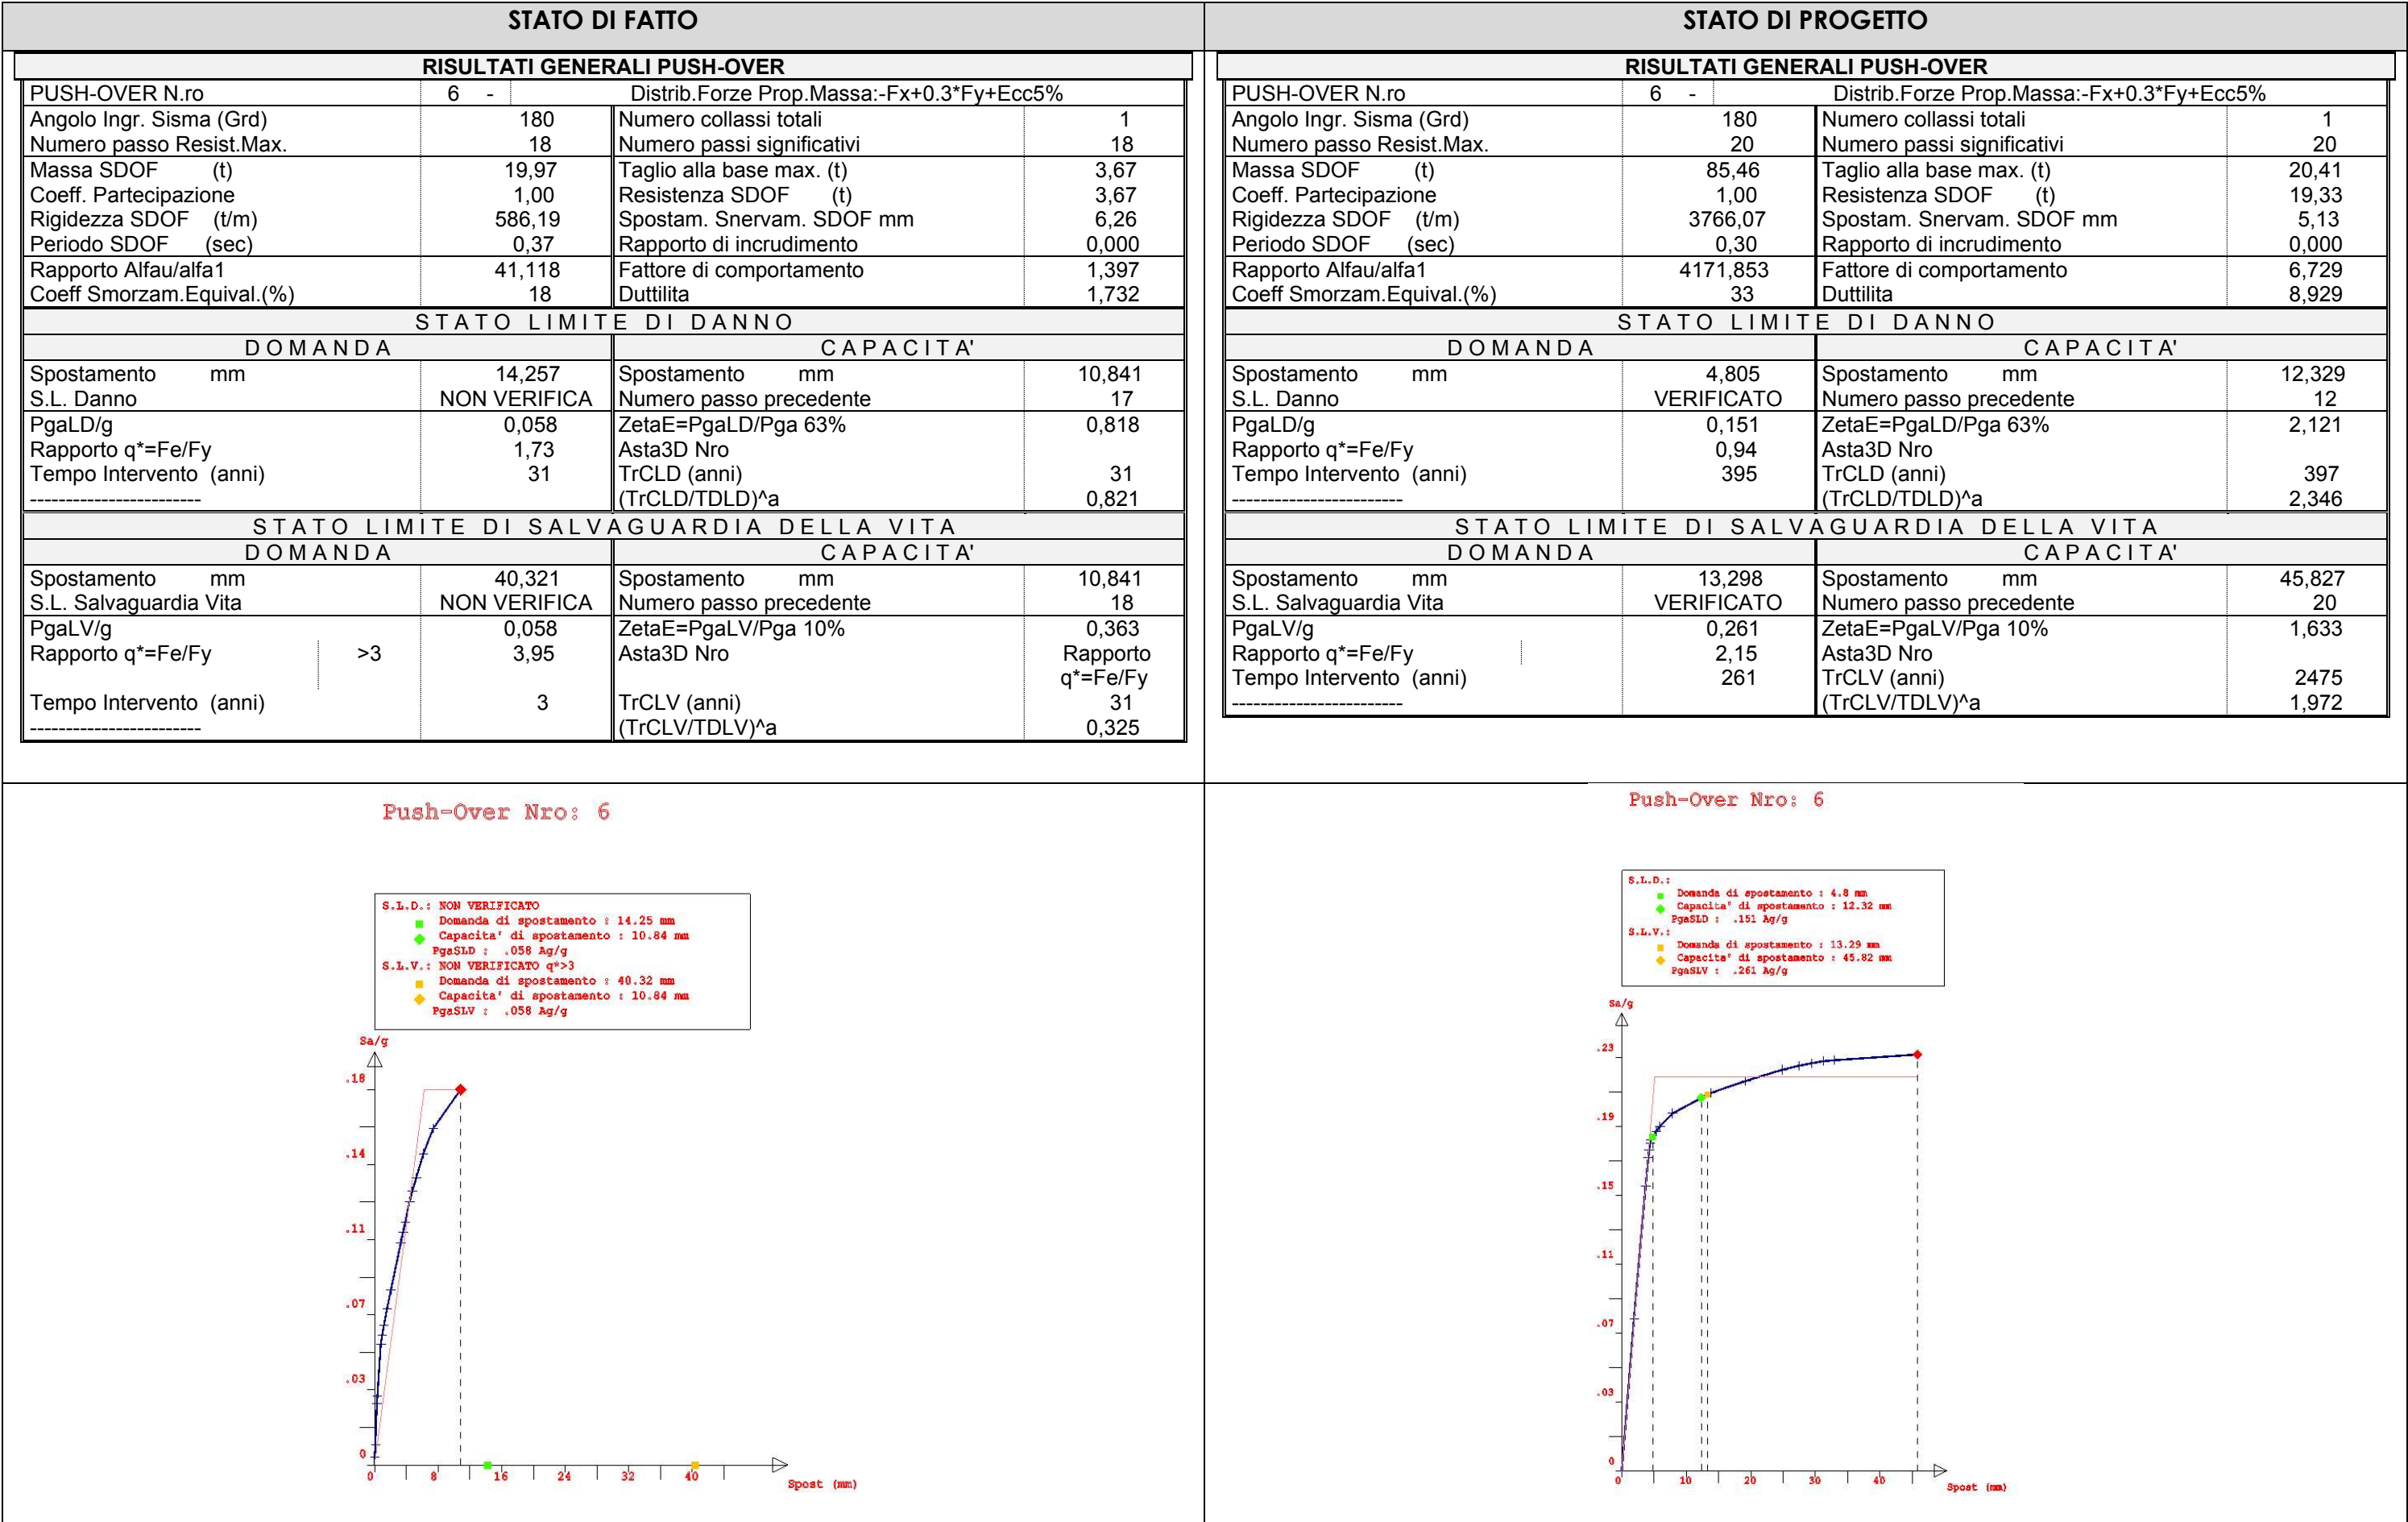 STATO DI FATTO
RISULTATI GENERALI PUSH-OVER
PUSH-OVER N.ro 6 - Distrib.Forze Prop.Massa:-Fx+0.3*Fy+Ecc5%
Angolo Ingr. Sisma (Grd) 180 Numero collassi totali 1
Numero passo Resist.Max. 18 Numero passi significativi 18
Massa SDOF (t) 19,97 Taglio alla base max. (t) 3,67
Coeff. Partecipazione 1,00 Resistenza SDOF (t) 3,67
Rigidezza SDOF (t/m) 586,19 Spostam. Snervam. SDOF mm 6,26
Periodo SDOF (sec) 0,37 Rapporto di incrudimento 0,000
Rapporto Alfau/alfa1 41,118 Fattore di comportamento 1,397
Coeff Smorzam.Equival.(%) 18 Duttilita 1,732
STATO LIMITE DI DANNO
DOMANDA CAPACITA'
Spostamento mm 14,257 Spostamento mm 10,841
S.L. Danno NON VERIFICA Numero passo precedente 17
PgaLD/g 0,058 ZetaE=PgaLD/Pga 63% 0,818
Rapporto q*=Fe/Fy 1,73 Asta3D Nro
Tempo Intervento (anni) 31 TrCLD (anni) 31
------------------------ (TrCLD/TDLD)^a 0,821
STATO LIMITE DI SALVAGUARDIA DELLA VITA
DOMANDA CAPACITA'
Spostamento mm 40,321 Spostamento mm 10,841
S.L. Salvaguardia Vita NON VERIFICA Numero passo precedente 18
PgaLV/g 0,058 ZetaE=PgaLV/Pga 10% 0,363
Rapporto q*=Fe/Fy >3 3,95 Asta3D Nro Rapporto
q*=Fe/Fy
Tempo Intervento (anni) 3 TrCLV (anni) 31
------------------------ (TrCLV/TDLV)^a 0,325
Push-Over Nro: 6
S.L.D.: NON VERIFICATO
Domanda di spostamento : 14.25 mm
Capacita' di spostamento : 10.84 mm
PgaSLD : .058 Ag/g
S.L.V.: NON VERIFICATO q*>3
Domanda di spostamento : 40.32 mm
Capacita' di spostamento : 10.84 mm
PgaSLV : .058 Ag/g
Sa/g
.18
.14
.11
.07
.03
0
0 8 16 24 32 40
Spost (mm)
STATO DI PROGETTO
RISULTATI GENERALI PUSH-OVER
PUSH-OVER N.ro 6 - Distrib.Forze Prop.Massa:-Fx+0.3*Fy+Ecc5%
Angolo Ingr. Sisma (Grd) 180 Numero collassi totali 1
Numero passo Resist.Max. 20 Numero passi significativi 20
Massa SDOF (t) 85,46 Taglio alla base max. (t) 20,41
Coeff. Partecipazione 1,00 Resistenza SDOF (t) 19,33
Rigidezza SDOF (t/m) 3766,07 Spostam. Snervam. SDOF mm 5,13
Periodo SDOF (sec) 0,30 Rapporto di incrudimento 0,000
Rapporto Alfau/alfa1 4171,853 Fattore di comportamento 6,729
Coeff Smorzam.Equival.(%) 33 Duttilita 8,929
STATO LIMITE DI DANNO
DOMANDA CAPACITA'
Spostamento mm 4,805 Spostamento mm 12,329
S.L. Danno VERIFICATO Numero passo precedente 12
PgaLD/g 0,151 ZetaE=PgaLD/Pga 63% 2,121
Rapporto q*=Fe/Fy 0,94 Asta3D Nro
Tempo Intervento (anni) 395 TrCLD (anni) 397
------------------------ (TrCLD/TDLD)^a 2,346
STATO LIMITE DI SALVAGUARDIA DELLA VITA
DOMANDA CAPACITA'
Spostamento mm 13,298 Spostamento mm 45,827
S.L. Salvaguardia Vita VERIFICATO Numero passo precedente 20
PgaLV/g 0,261 ZetaE=PgaLV/Pga 10% 1,633
Rapporto q*=Fe/Fy 2,15 Asta3D Nro
Tempo Intervento (anni) 261 TrCLV (anni) 2475
------------------------ (TrCLV/TDLV)^a 1,972
Push-Over Nro: 6
S.L.D.:
Domanda di spostamento : 4.8 mm
Capacita' di spostamento : 12.32 mm
PgaSLD : .151 Ag/g
S.L.V.:
Domanda di spostamento : 13.29 mm
Capacita' di spostamento : 45.82 mm
PgaSLV : .261 Ag/g
Sa/g
.23
.19
.15
.11
.07
.03
0
0 10 20 30 40
Spost (mm)